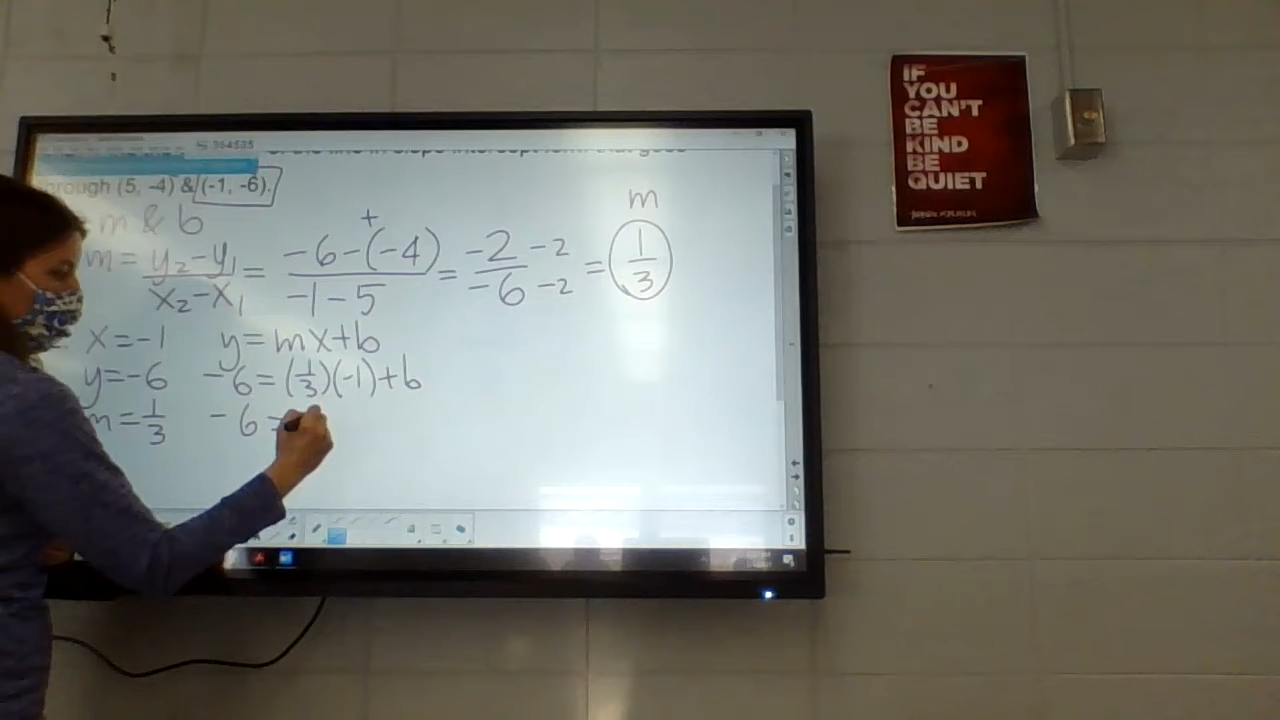 through (5, -4) & (-1, -6).
m & b
+
m
m = y₂-y₁/x₂-x₁ = -6-(-4)/-1-5 = -2/-6 -2/-2 = 1/3
x=-1 y=mx+b
y=-6 -6=(1/3)(-1)+b
m=1/3 -6=
IF
YOU
CAN'T
BE
KIND
BE
QUIET